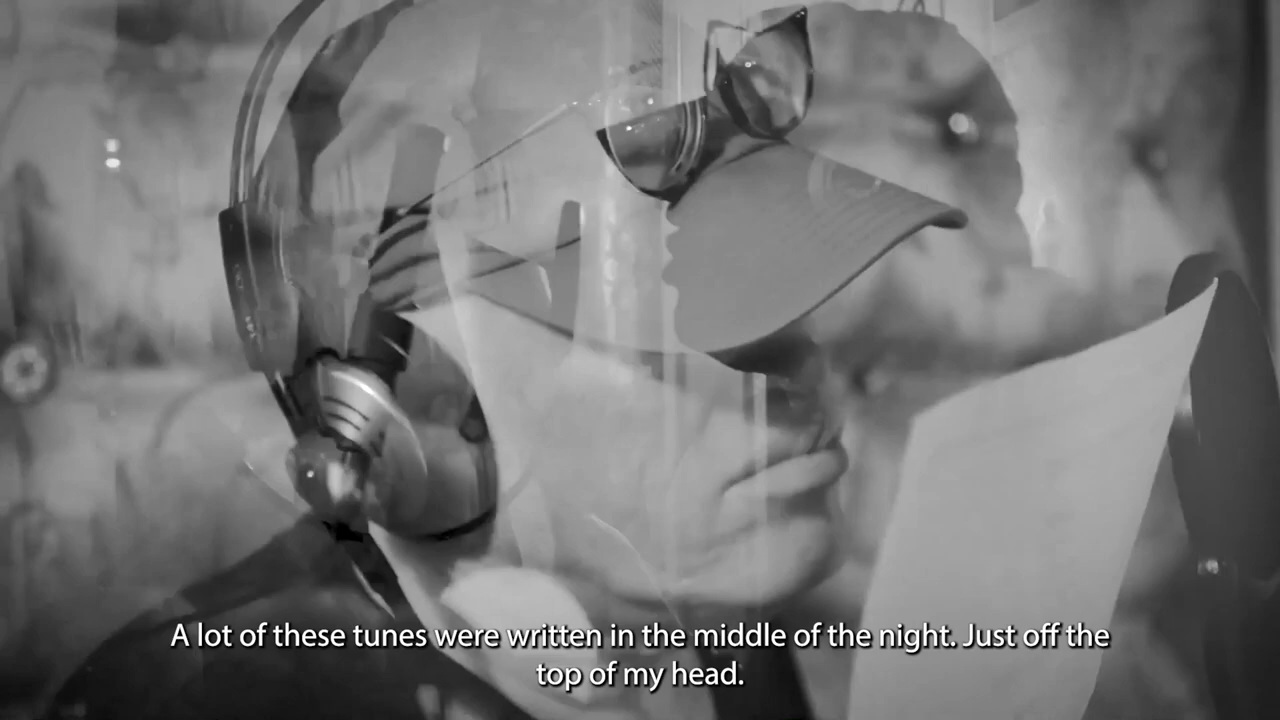 A lot of these tunes were written in the middle of the night. Just off the
top of my head.